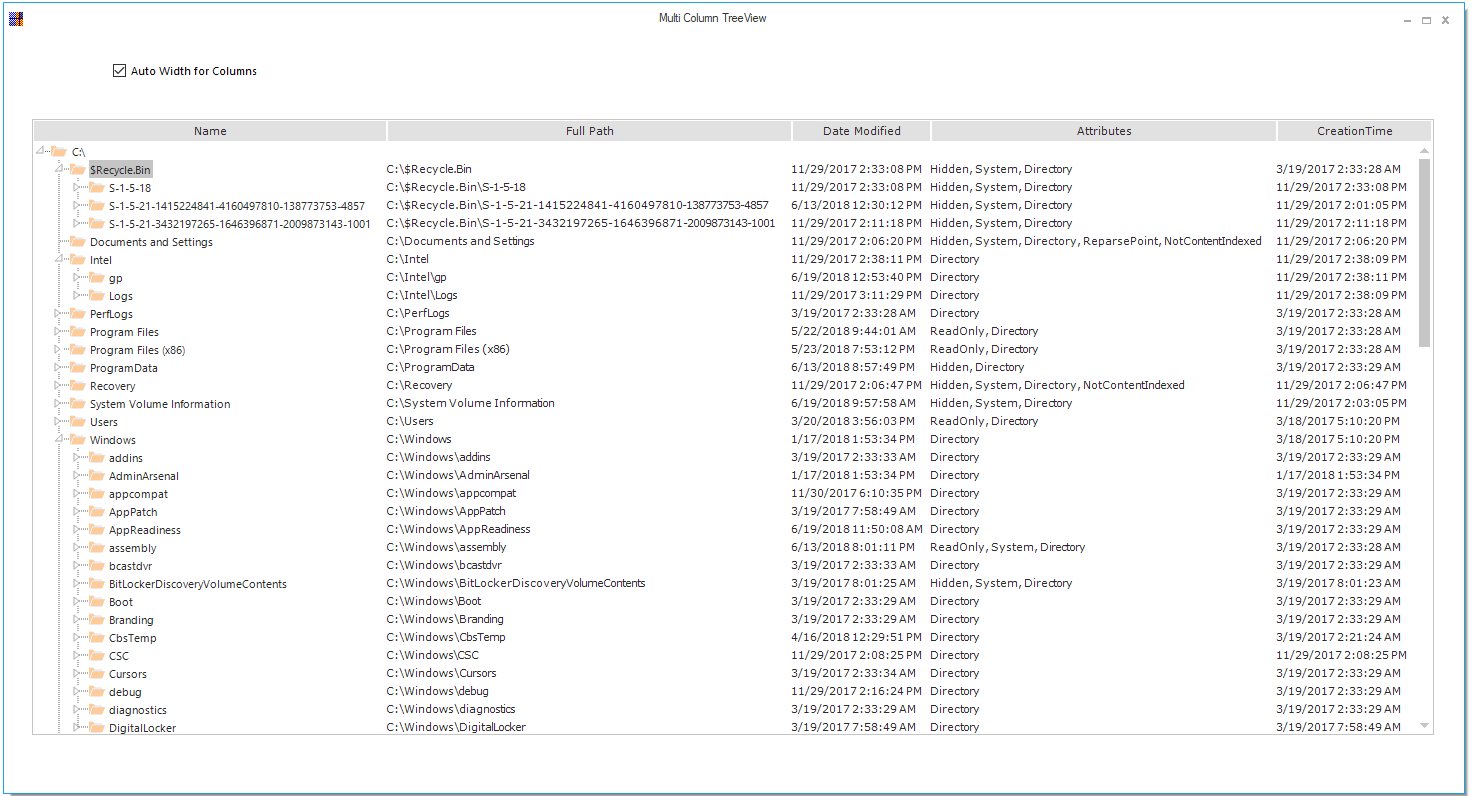 Multi Column TreeView
Auto Width for Columns
Name Full Path Date Modified Attributes CreationTime
C:\
$Recycle.Bin C:\$Recycle.Bin 11/29/2017 2:33:08 PM Hidden, System, Directory 3/19/2017 2:33:28 AM
S-1-5-18 C:\$Recycle.Bin\S-1-5-18 11/29/2017 2:33:08 PM Hidden, System, Directory 11/29/2017 2:33:08 PM
S-1-5-21-1415224841-4160497810-138773753-4857 C:\$Recycle.Bin\S-1-5-21-1415224841-4160497810-138773753-4857 6/13/2018 12:30:12 PM Hidden, System, Directory 11/29/2017 2:01:05 PM
S-1-5-21-3432197265-1646396871-2009873143-1001 C:\$Recycle.Bin\S-1-5-21-3432197265-1646396871-2009873143-1001 11/29/2017 2:11:18 PM Hidden, System, Directory 11/29/2017 2:11:18 PM
Documents and Settings C:\Documents and Settings 11/29/2017 2:06:20 PM Hidden, System, Directory, ReparsePoint, NotContentIndexed 11/29/2017 2:06:20 PM
Intel C:\Intel 11/29/2017 2:38:11 PM Directory 11/29/2017 2:38:09 PM
gp C:\Intel\gp 6/19/2018 12:53:40 PM Directory 11/29/2017 2:38:11 PM
Logs C:\Intel\Logs 11/29/2017 3:11:29 PM Directory 11/29/2017 2:38:09 PM
PerfLogs C:\PerfLogs 3/19/2017 2:33:28 AM Directory 3/19/2017 2:33:28 AM
Program Files C:\Program Files 5/22/2018 9:44:01 AM ReadOnly, Directory 3/19/2017 2:33:28 AM
Program Files (x86) C:\Program Files (x86) 5/23/2018 7:53:12 PM ReadOnly, Directory 3/19/2017 2:33:28 AM
ProgramData C:\ProgramData 6/13/2018 8:57:49 PM Hidden, Directory 3/19/2017 2:33:28 AM
Recovery C:\Recovery 11/29/2017 2:06:47 PM Hidden, System, Directory, NotContentIndexed 11/29/2017 2:06:47 PM
System Volume Information C:\System Volume Information 6/19/2018 9:57:58 AM Hidden, System, Directory 11/29/2017 2:03:05 PM
Users C:\Users 3/20/2018 3:56:03 PM ReadOnly, Directory 3/18/2017 5:10:20 PM
Windows C:\Windows 1/17/2018 1:53:34 PM Directory 3/18/2017 5:10:20 PM
addins C:\Windows\addins 3/19/2017 2:33:33 AM Directory 3/19/2017 2:33:29 AM
AdminArsenal C:\Windows\AdminArsenal 1/17/2018 1:53:34 PM Directory 1/17/2018 1:53:34 PM
appcompat C:\Windows\appcompat 11/30/2017 6:10:35 PM Directory 3/19/2017 2:33:29 AM
AppPatch C:\Windows\AppPatch 3/19/2017 7:58:49 AM Directory 3/19/2017 2:33:29 AM
AppReadiness C:\Windows\AppReadiness 6/19/2018 11:50:08 AM Directory 3/19/2017 2:33:29 AM
assembly C:\Windows\assembly 6/13/2018 8:01:11 PM ReadOnly, System, Directory 3/19/2017 2:33:28 AM
bcastdvr C:\Windows\bcastdvr 3/19/2017 2:33:33 AM Directory 3/19/2017 2:33:29 AM
BitLockerDiscoveryVolumeContents C:\Windows\BitLockerDiscoveryVolumeContents 3/19/2017 8:01:25 AM Hidden, System, Directory 3/19/2017 8:01:23 AM
Boot C:\Windows\Boot 3/19/2017 2:33:29 AM Directory 3/19/2017 2:33:29 AM
Branding C:\Windows\Branding 3/19/2017 2:33:29 AM Directory 3/19/2017 2:33:29 AM
CbsTemp C:\Windows\CbsTemp 4/16/2018 12:29:51 PM Directory 3/19/2017 2:21:24 AM
CSC C:\Windows\CSC 11/29/2017 2:08:25 PM Directory 11/29/2017 2:08:25 PM
Cursors C:\Windows\Cursors 3/19/2017 2:33:34 AM Directory 3/19/2017 2:33:29 AM
debug C:\Windows\debug 11/29/2017 2:16:24 PM Directory 3/19/2017 2:33:29 AM
diagnostics C:\Windows\diagnostics 3/19/2017 2:33:29 AM Directory 3/19/2017 2:33:29 AM
DigitalLocker C:\Windows\DigitalLocker 3/19/2017 7:58:49 AM Directory 3/19/2017 7:58:49 AM